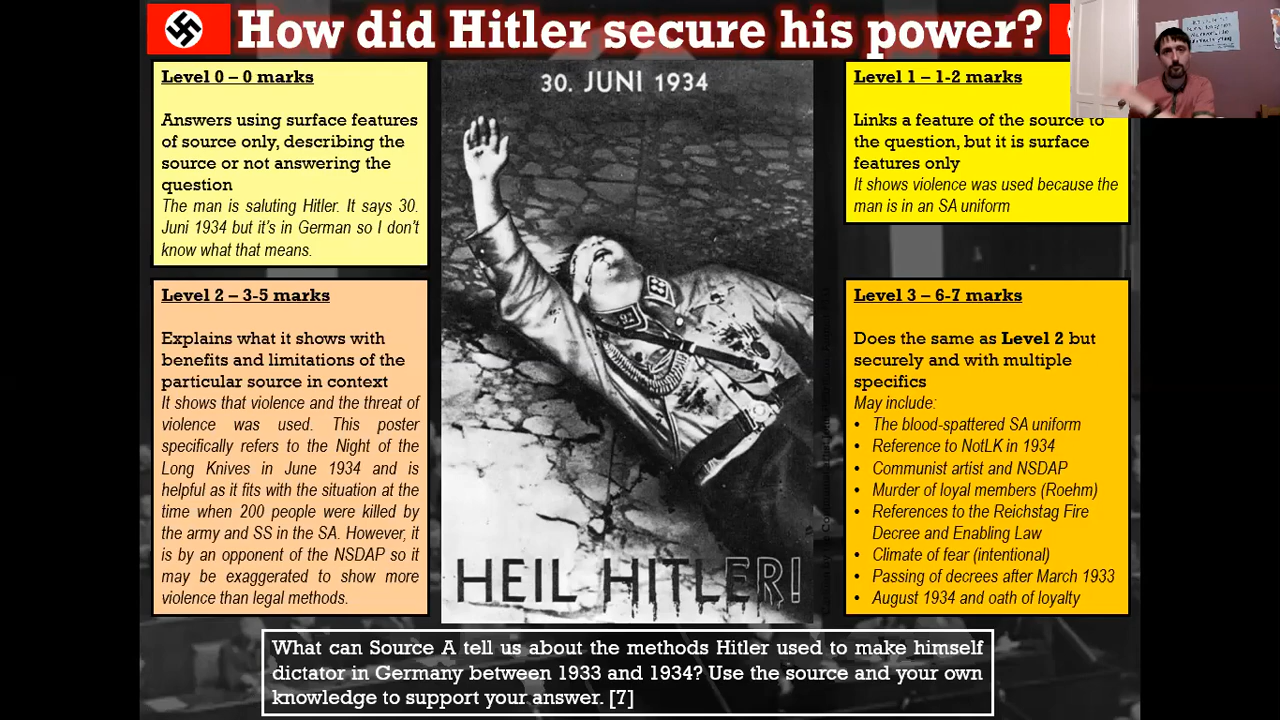 How did Hitler secure his power?
Level 0 – 0 marks
Answers using surface features
of source only, describing the
source or not answering the
question
The man is saluting Hitler. It says 30.
Juni 1934 but it's in German so I don't
know what that means.
Level 2 – 3-5 marks
Explains what it shows with
benefits and limitations of the
particular source in context
It shows that violence and the threat of
violence was used. This poster
specifically refers to the Night of the
Long Knives in June 1934 and is
helpful as it fits with the situation at the
time when 200 people were killed by
the army and SS in the SA. However, it
is by an opponent of the NSDAP so it
may be exaggerated to show more
violence than legal methods.
30. JUNI 1934
HEIL HITLER!
Level 1 – 1-2 marks
Links a feature of the source to
the question, but it is surface
features only
It shows violence was used because the
man is in an SA uniform
Level 3 – 6-7 marks
Does the same as Level 2 but
securely and with multiple
specifics
May include:
• The blood-spattered SA uniform
• Reference to NotLK in 1934
• Communist artist and NSDAP
• Murder of loyal members (Roehm)
• References to the Reichstag Fire
Decree and Enabling Law
• Climate of fear (intentional)
• Passing of decrees after March 1933
• August 1934 and oath of loyalty
What can Source A tell us about the methods Hitler used to make himself
dictator in Germany between 1933 and 1934? Use the source and your own
knowledge to support your answer. [7]